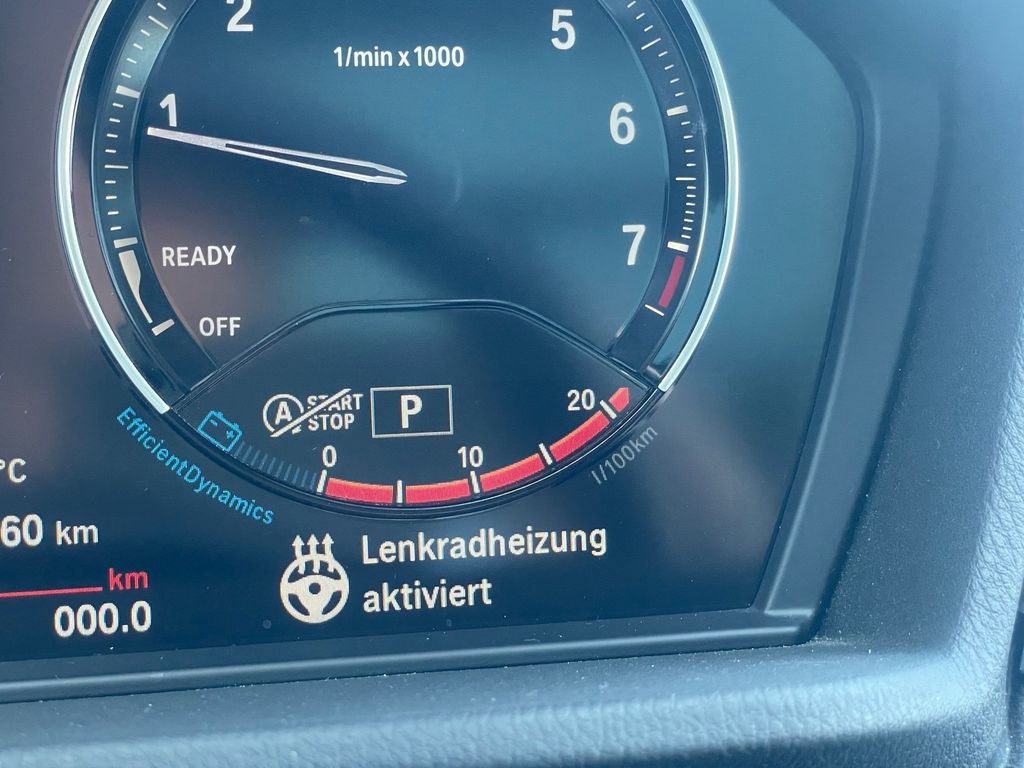 2
5
1/min x 1000
1
6
READY
7
OFF
A START STOP
P
20
0
10
l/100km
EfficientDynamics
°C
60 km
km
000.0
Lenkradheizung
aktiviert